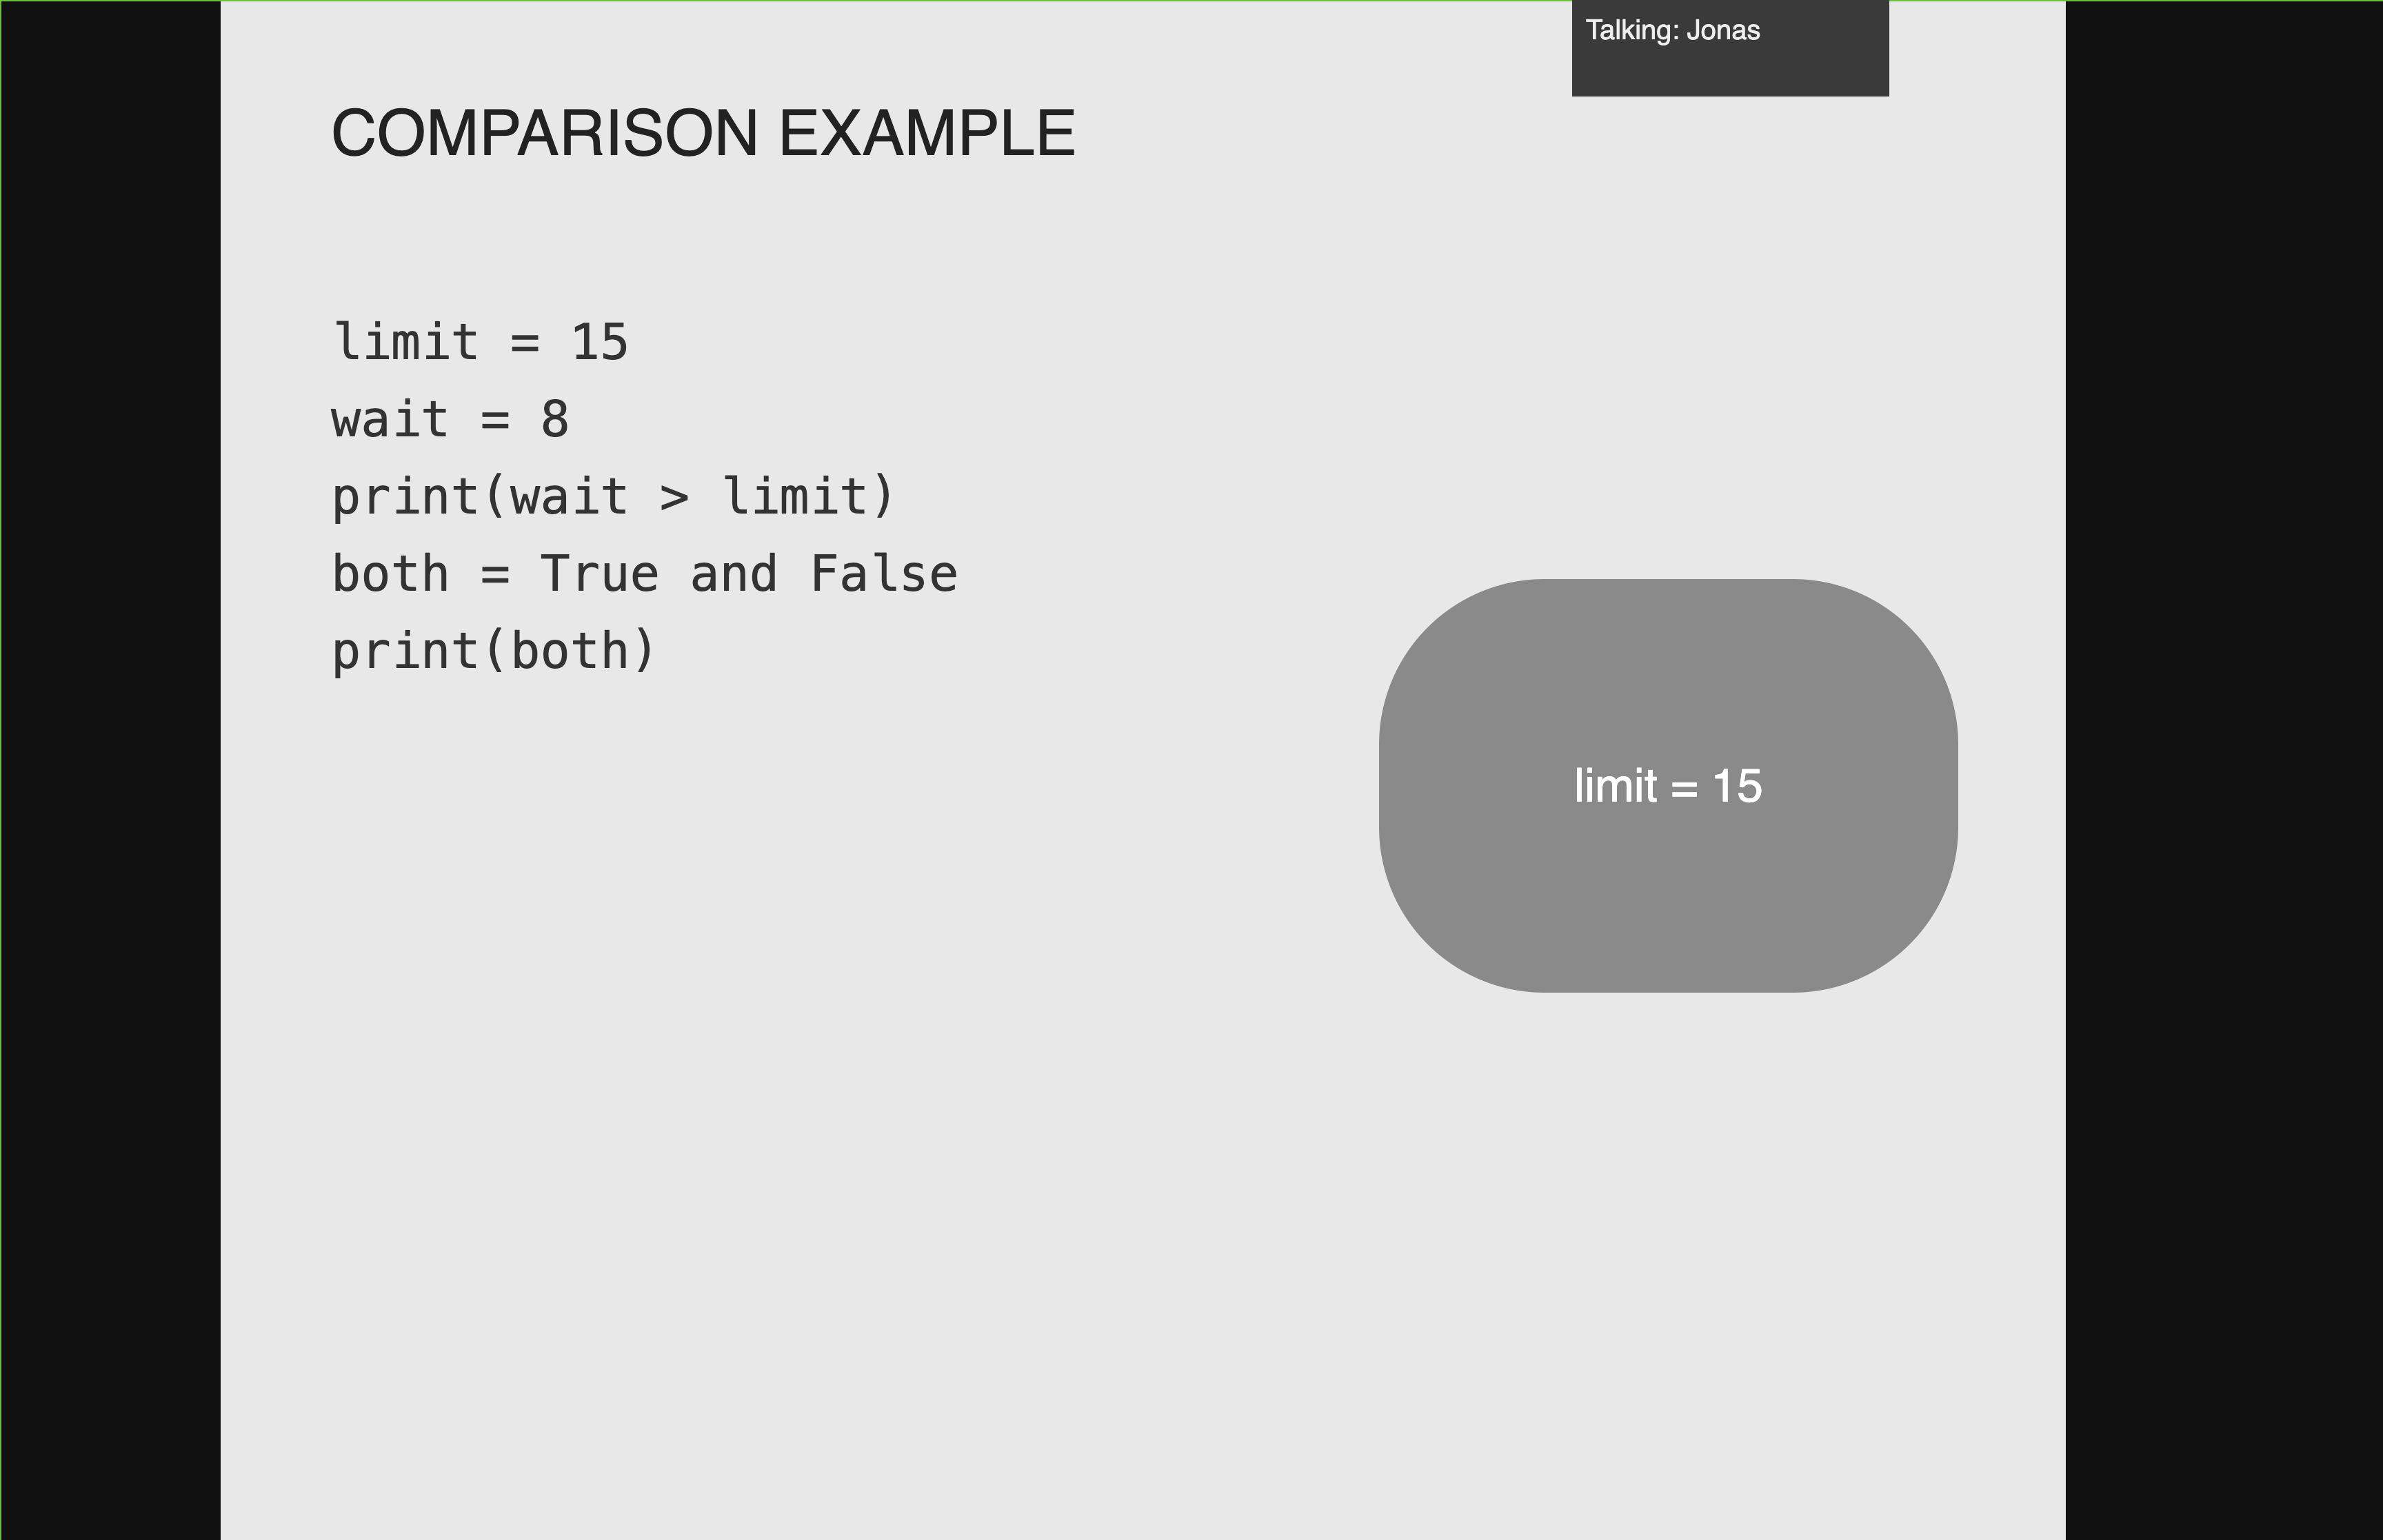 Talking: Jonas
COMPARISON EXAMPLE
limit = 15
wait = 8
print(wait > limit)
both = True and False
print(both)
limit = 15